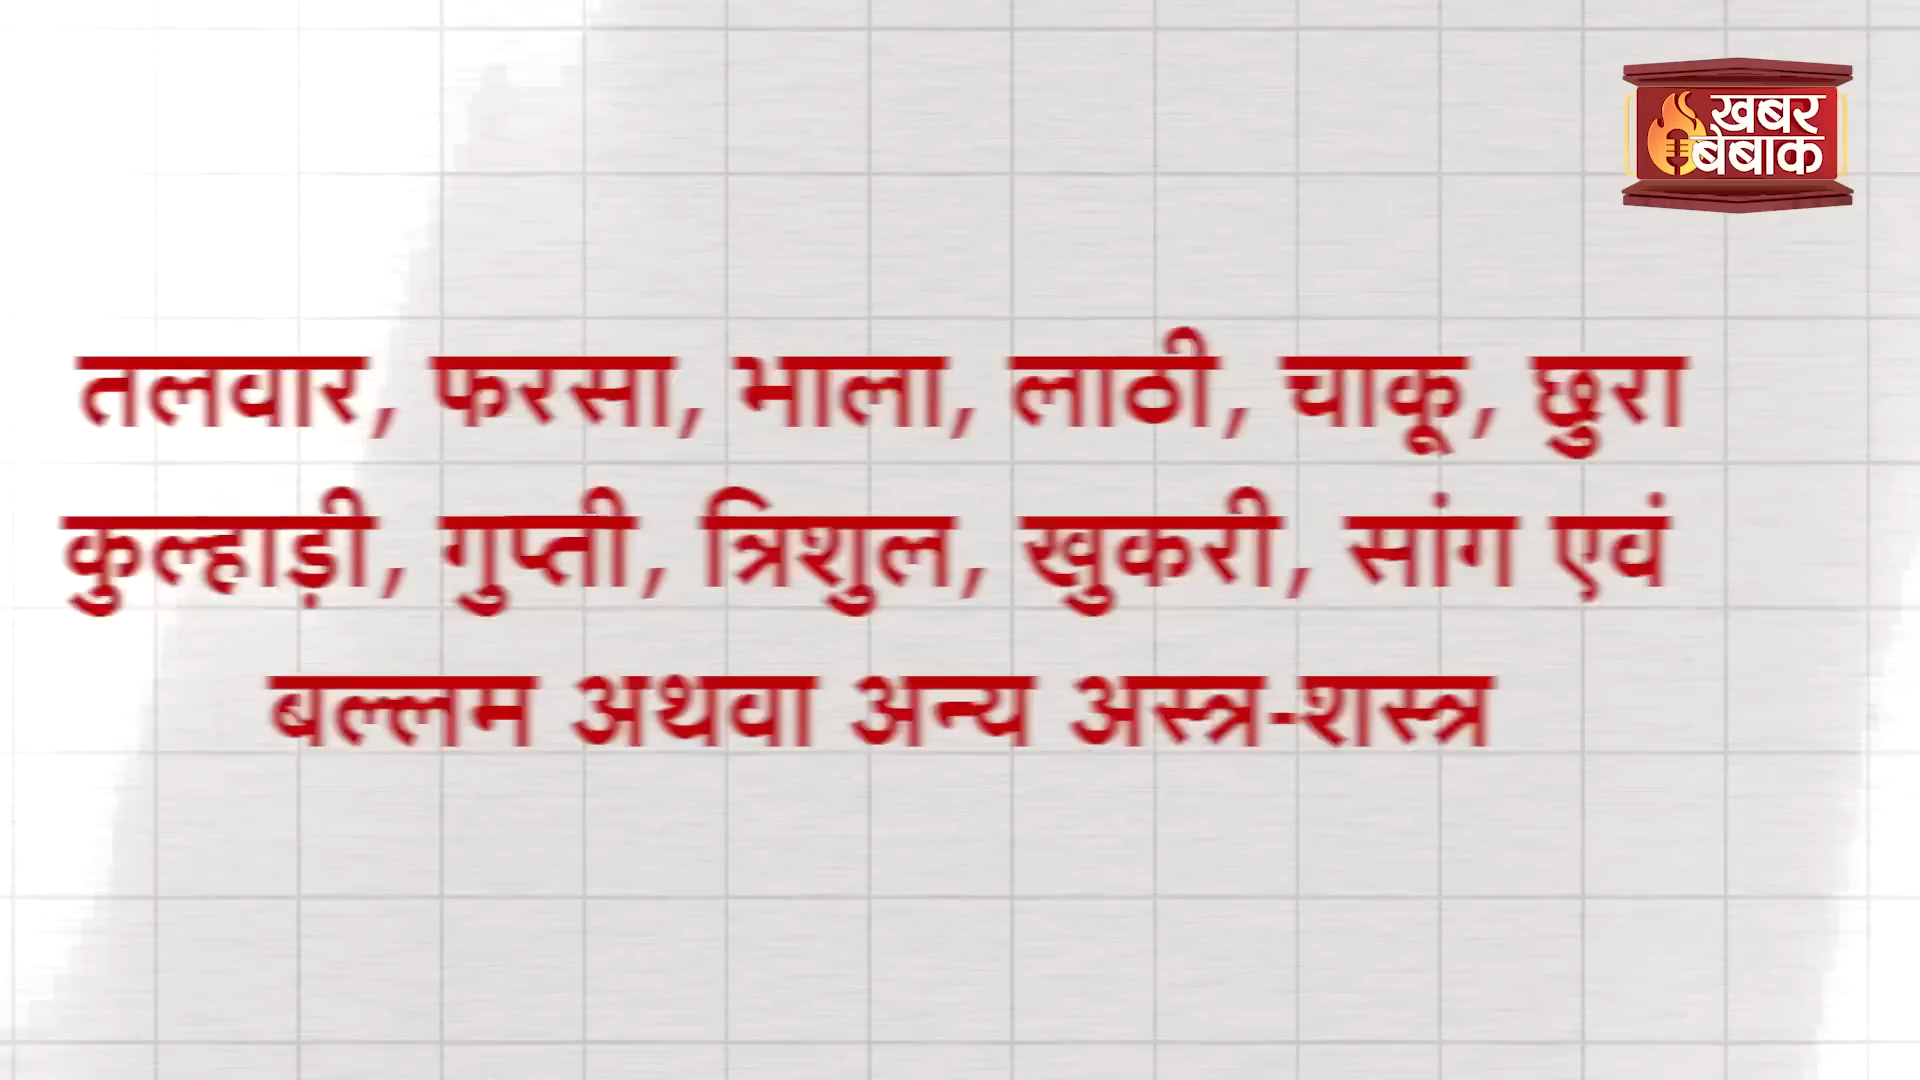 खबर
बेबाक
तलवार, फरसा, भाला, लाठी, चाकू, छुरा
कुल्हाड़ी, गुप्ती, त्रिशुल, खुकरी, सांग एवं
बल्लम अथवा अन्य अस्त्र-शस्त्र